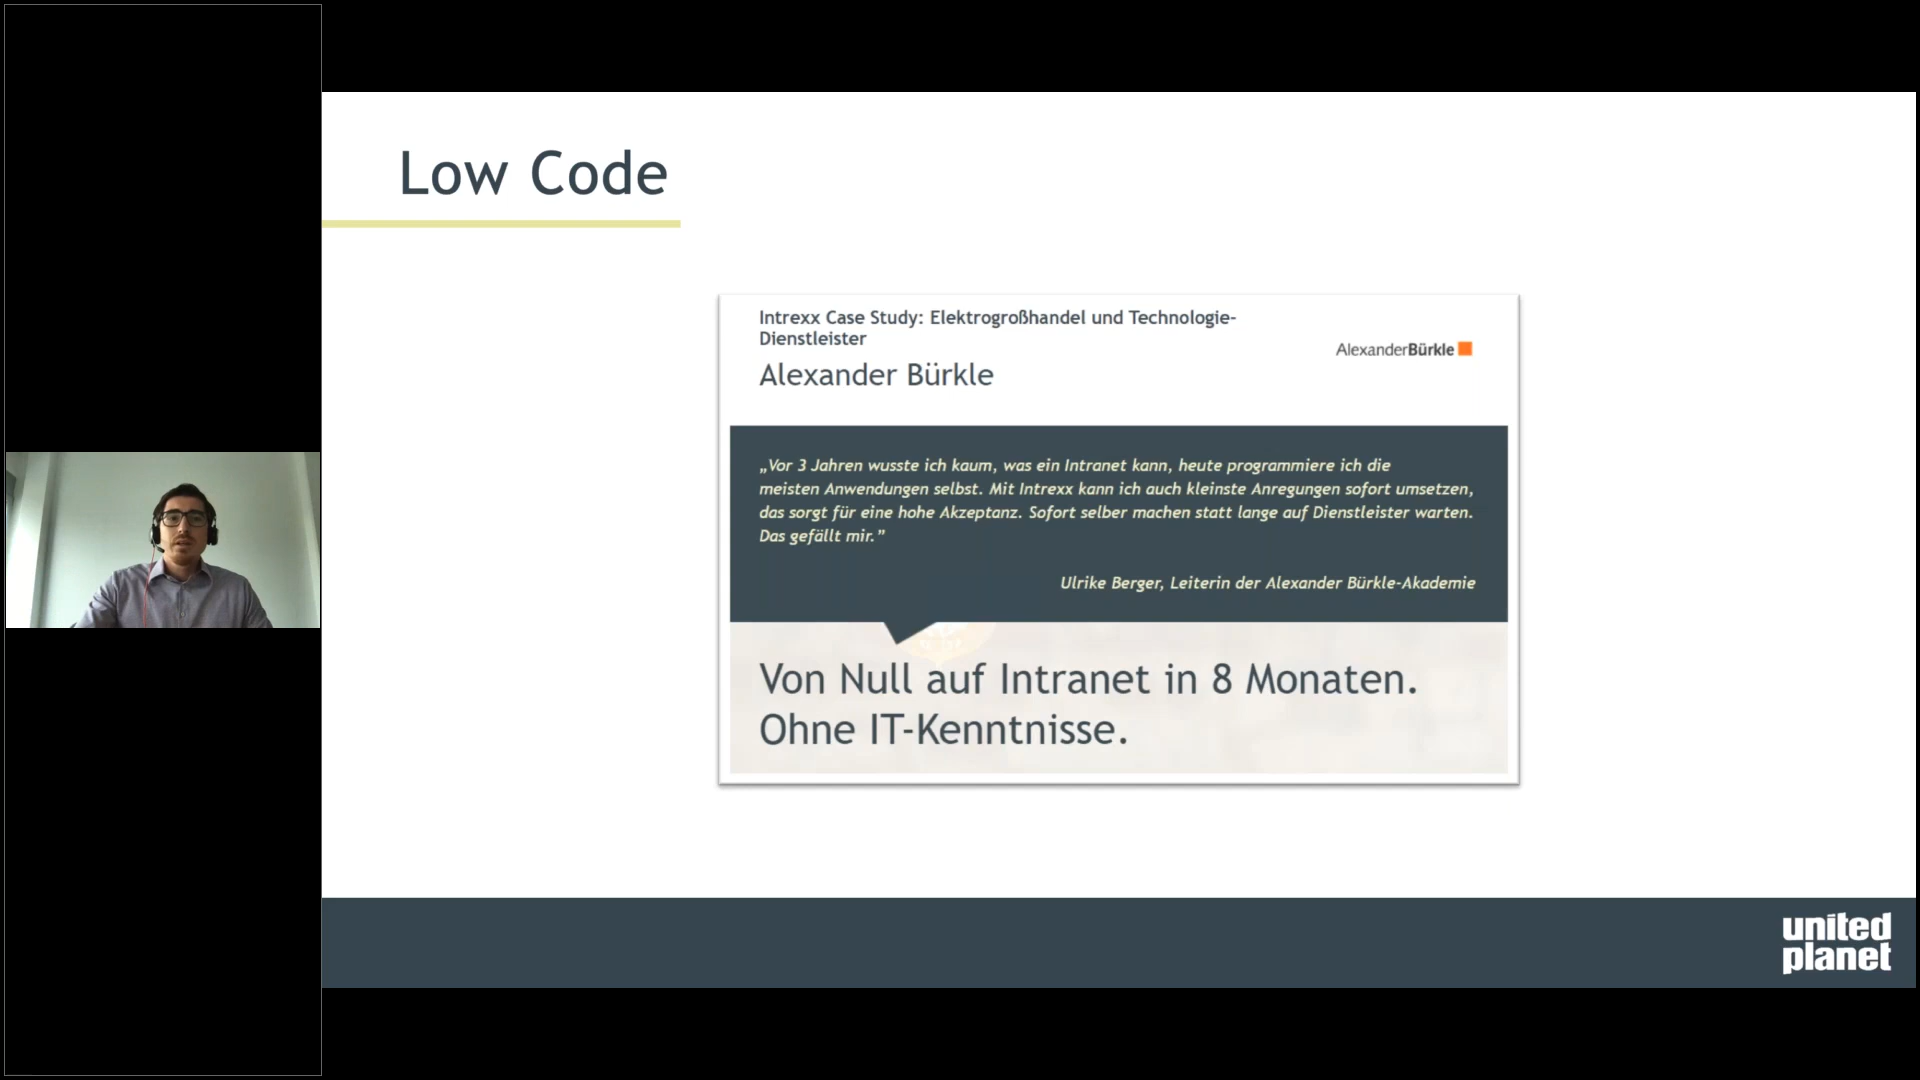 Low Code
Intrexx Case Study: Elektrogroßhandel und Technologie-
Dienstleister
Alexander Bürkle
AlexanderBürkle
„Vor 3 Jahren wusste ich kaum, was ein Intranet kann, heute programmiere ich die
meisten Anwendungen selbst. Mit Intrexx kann ich auch kleinste Anregungen sofort umsetzen,
das sorgt für eine hohe Akzeptanz. Sofort selber machen statt lange auf Dienstleister warten.
Das gefällt mir.”
Ulrike Berger, Leiterin der Alexander Bürkle-Akademie
Von Null auf Intranet in 8 Monaten.
Ohne IT-Kenntnisse.
united
planet